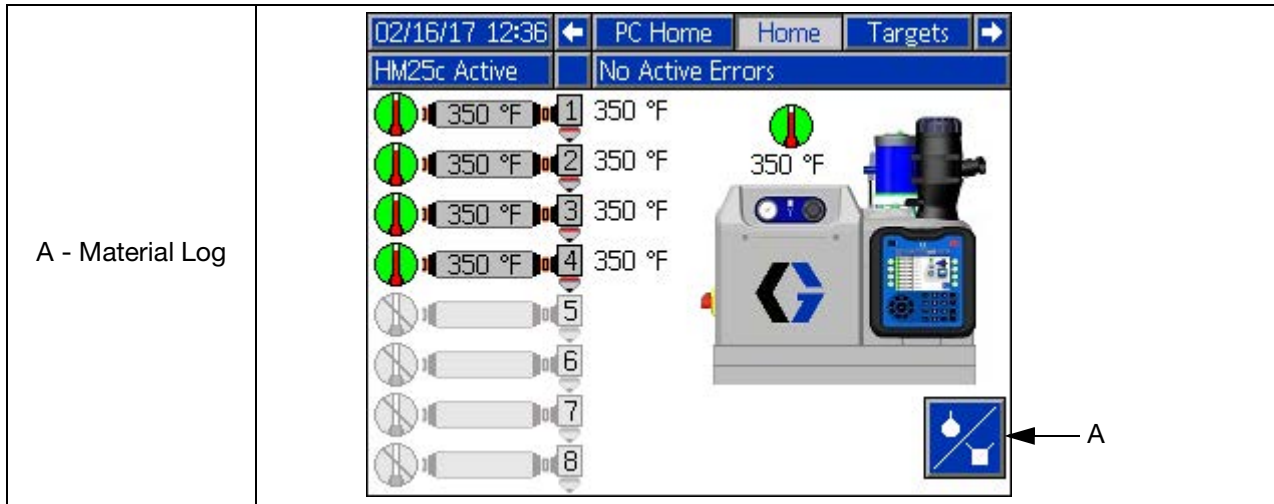 A - Material Log
02/16/17 12:36 PC Home Home Targets
HM25c Active No Active Errors
350 °F 1 350 °F
350 °F
350 °F 2 350 °F
350 °F 3 350 °F
350 °F 4 350 °F
5
6
7
8
A